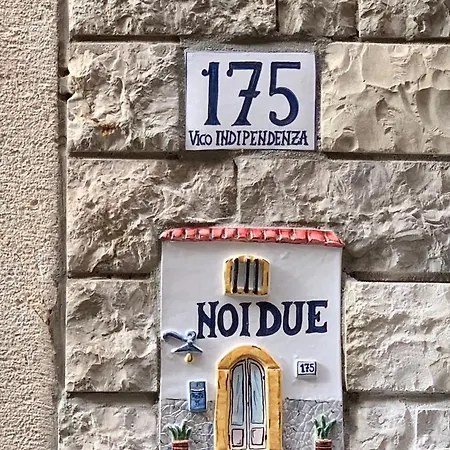 175
Vico INDIPENDENZA
NOI DUE
175